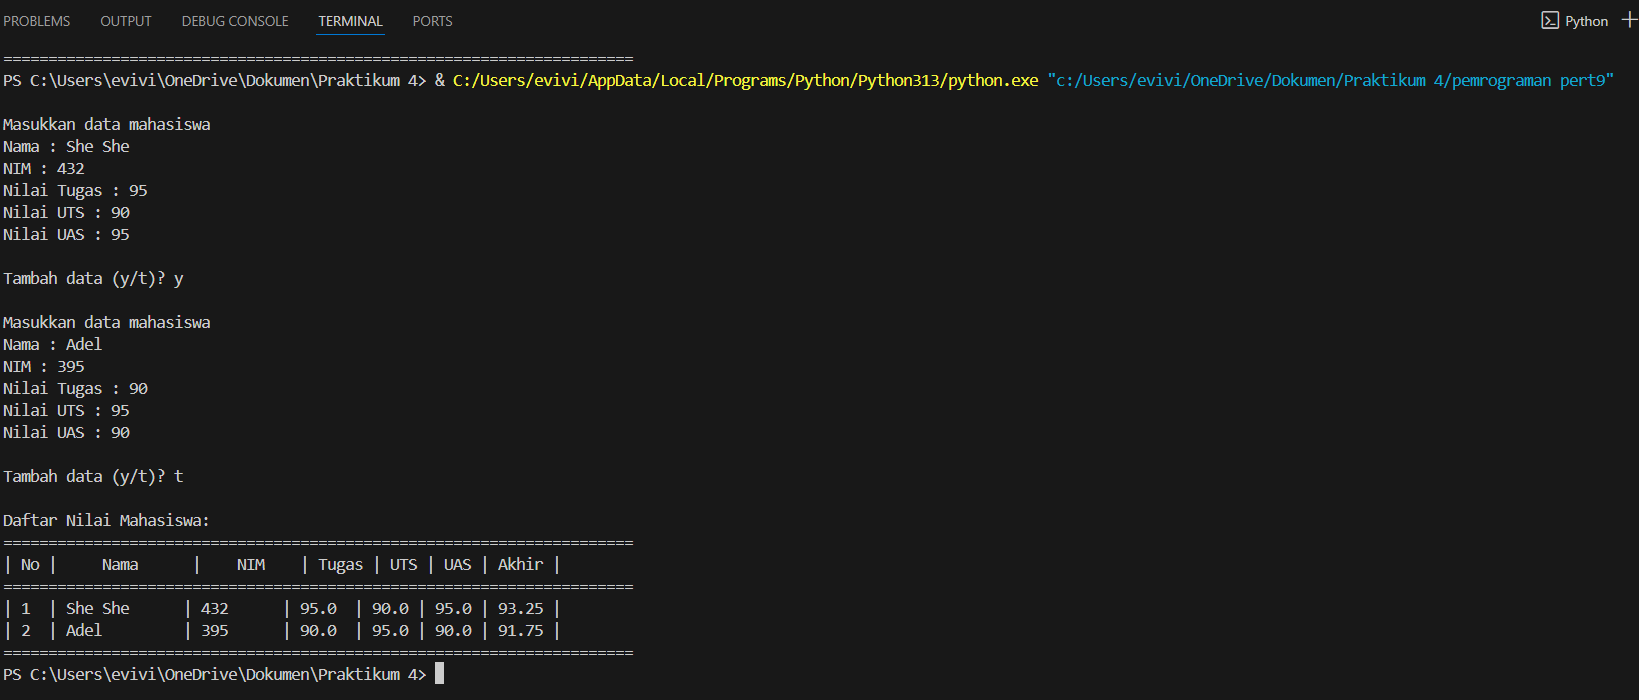 PROBLEMS OUTPUT DEBUG CONSOLE TERMINAL PORTS Python +
======================================================================
PS C:\Users\evivi\OneDrive\Dokumen\Praktikum 4> & C:/Users/evivi/AppData/Local/Programs/Python/Python313/python.exe "c:/Users/evivi/OneDrive/Dokumen/Praktikum 4/pemrograman pert9"
Masukkan data mahasiswa
Nama : She She
NIM : 432
Nilai Tugas : 95
Nilai UTS : 90
Nilai UAS : 95
Tambah data (y/t)? y
Masukkan data mahasiswa
Nama : Adel
NIM : 395
Nilai Tugas : 90
Nilai UTS : 95
Nilai UAS : 90
Tambah data (y/t)? t
Daftar Nilai Mahasiswa:
======================================================================
| No |     Nama      |    NIM    | Tugas | UTS | UAS | Akhir |
======================================================================
| 1  | She She      | 432      | 95.0  | 90.0 | 95.0 | 93.25 |
| 2  | Adel         | 395      | 90.0  | 95.0 | 90.0 | 91.75 |
======================================================================
PS C:\Users\evivi\OneDrive\Dokumen\Praktikum 4>